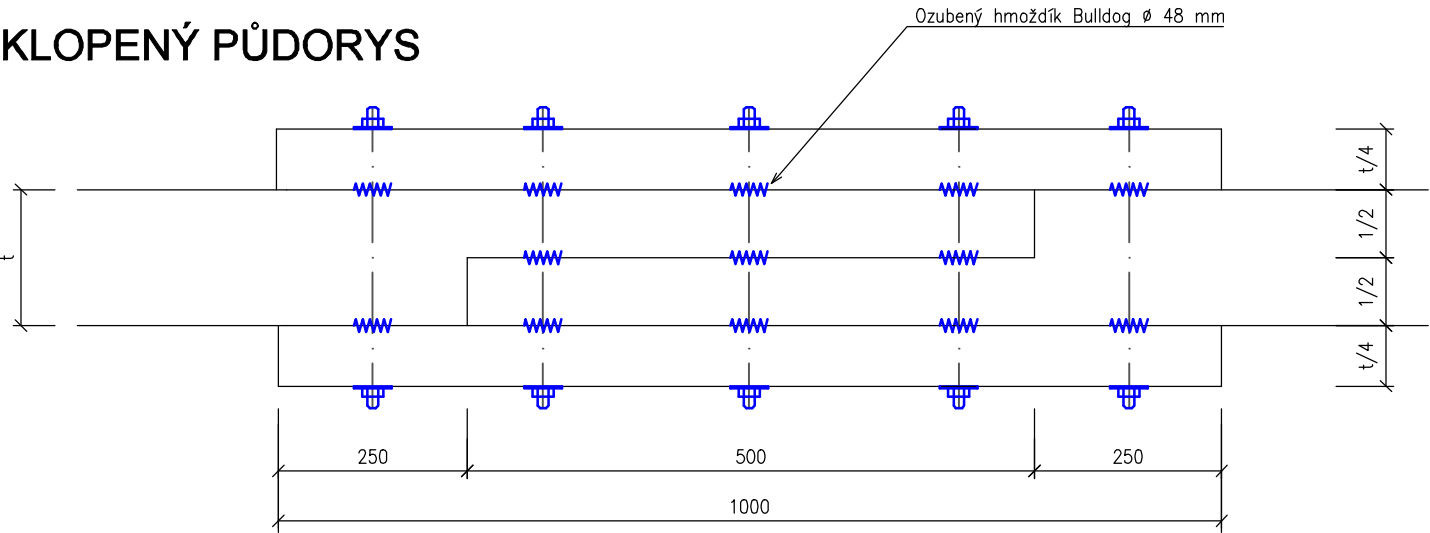 Ozubený hmoždík Bulldog Ø 48 mm
KLOPENÝ PŮDORYS
t/4
1/2
t
1/2
t/4
250
500
250
1000